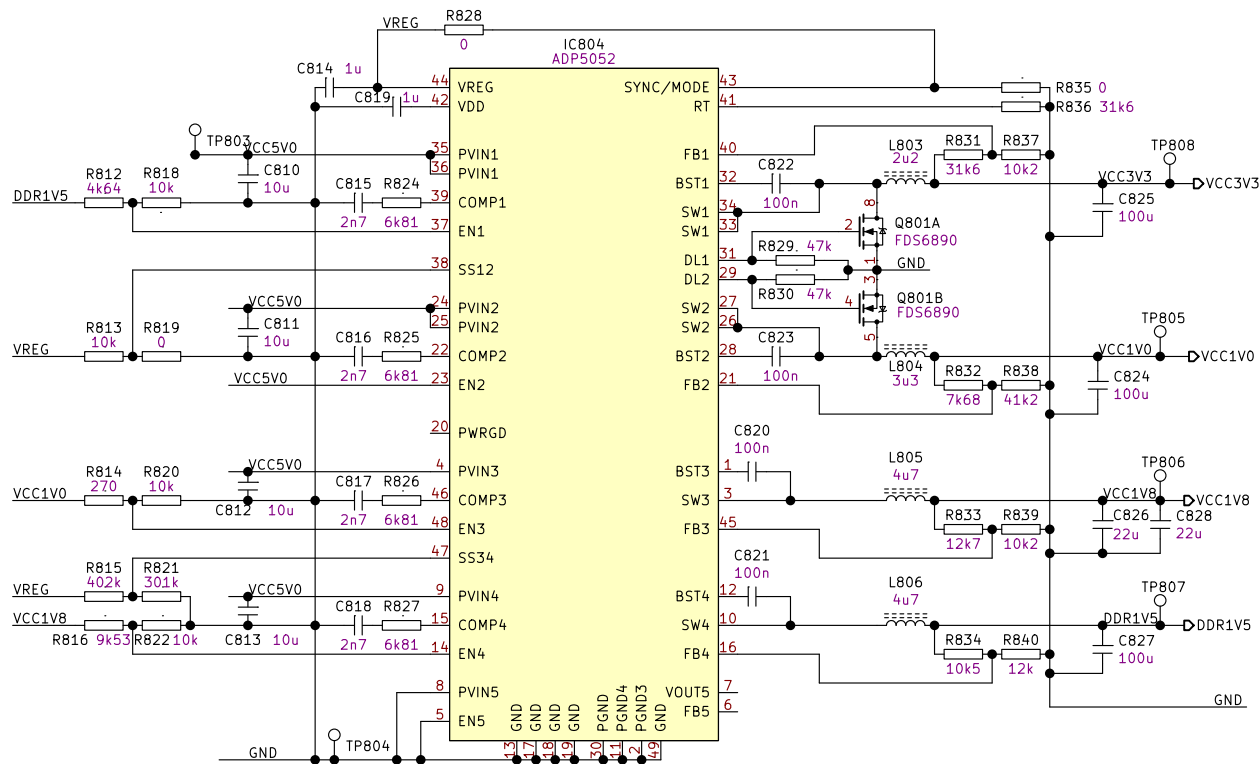 R828
VREG
0
IC804
ADP5052
C814
1u
44
VREG
SYNC/MODE
43
R835
0
C819
1u
42
VDD
RT
41
R836
31k6
TP803
VCC5V0
35
PVIN1
36
PVIN1
FB1
40
L803
2u2
R831
31k6
R837
10k2
TP808
R812
4k64
R818
10k
C810
10u
C815
2n7
R824
6k81
BST1
32
C822
100n
VCC3V3
VCC3V3
DDR1V5
39
COMP1
SW1
34
C825
100u
37
EN1
SW1
33
8
2
Q801A
FDS6890
DL1
31
R829
47k
1
38
SS12
DL2
29
R830
47k
GND
3
VCC5V0
24
PVIN2
SW2
27
4
Q801B
FDS6890
25
PVIN2
SW2
26
5
TP805
R813
10k
R819
0
C811
10u
C816
2n7
R825
6k81
VREG
22
COMP2
BST2
28
C823
100n
L804
3u3
VCC1V0
VCC1V0
VCC5V0
23
EN2
FB2
21
R832
7k68
R838
41k2
C824
100u
20
PWRGD
C820
100n
VCC5V0
4
PVIN3
BST3
1
L805
4u7
TP806
R814
270
R820
10k
C812
10u
C817
2n7
R826
6k81
VCC1V0
46
COMP3
SW3
3
VCC1V8
VCC1V8
48
EN3
FB3
45
R833
12k7
R839
10k2
C826
22u
C828
22u
47
SS34
C821
100n
R815
402k
R821
301k
VREG
VCC5V0
9
PVIN4
BST4
12
L806
4u7
TP807
VCC1V8
R816
9k53
R822
10k
C813
10u
C818
2n7
R827
6k81
15
COMP4
SW4
10
DDR1V5
DDR1V5
14
EN4
FB4
16
R834
10k5
R840
12k
C827
100u
8
PVIN5
VOUT5
7
5
EN5
FB5
6
GND
GND
GND
GND
GND
PGND
PGND4
PGND3
GND
GND
TP804
13
17
18
19
30
11
2
49